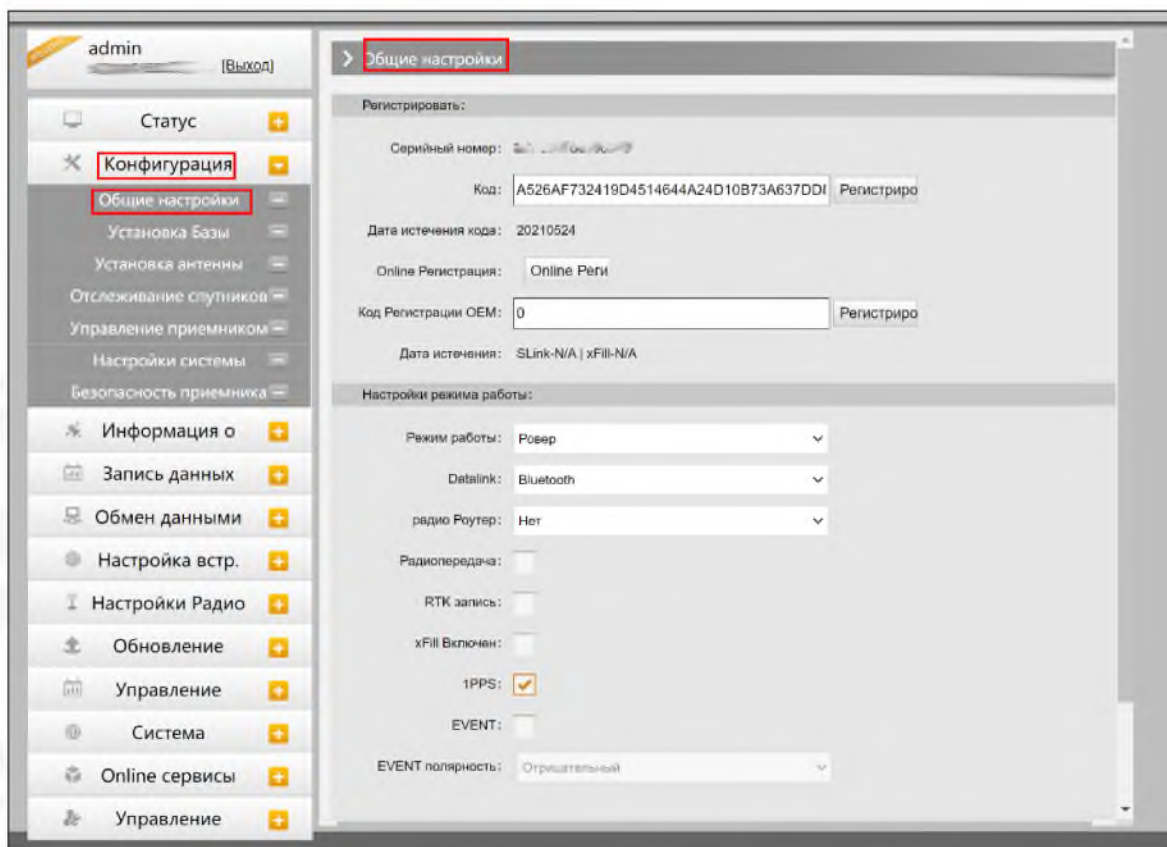 admin
[Выход]
Статус
Конфигурация
Общие настройки
Установка Базы
Установка антенны
Отслеживание спутников
Управление приемником
Настройки системы
Безопасность приемника
Информация о
Запись данных
Обмен данными
Настройка встр.
Настройки Радио
Обновление
Управление
Система
Online сервисы
Управление
Общие настройки
Регистрировать:
Серийный номер:
Код: A526AF732419D4514644A24D10B73A637DD Регистриро
Дата истечения кода: 20210524
Online Регистрация: Online Реги
Код Регистрации OEM: 0 Регистриро
Дата истечения: SLink-N/A | xFill-N/A
Настройки режима работы:
Режим работы: Ровер
Datalink: Bluetooth
радио Роутер: Нет
Радиопередача:
RTK запись:
xFill Включен:
1PPS:
EVENT:
EVENT полярность: Отрицательный